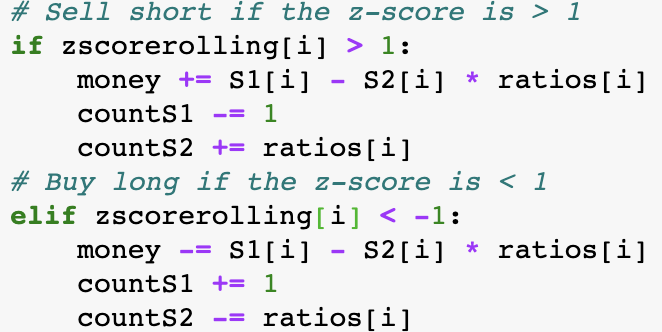 # Sell short if the z-score is > 1
if zscorerolling[i] > 1:
    money += S1[i] - S2[i] * ratios[i]
    countS1 -= 1
    countS2 += ratios[i]
# Buy long if the z-score is < 1
elif zscorerolling[i] < -1:
    money -= S1[i] - S2[i] * ratios[i]
    countS1 += 1
    countS2 -= ratios[i]